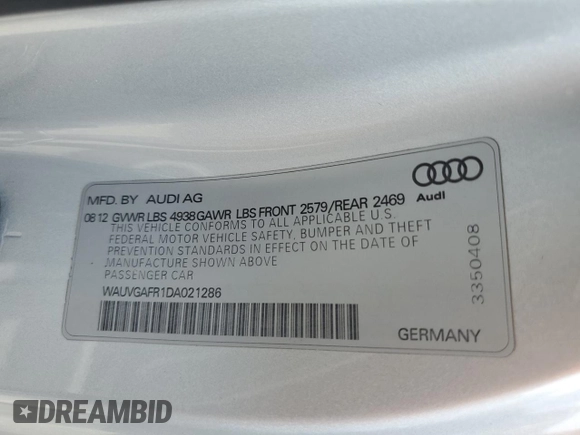 MFD. BY AUDI AG
08.12 GVWR LBS 4938 GAWR LBS FRONT 2579/REAR 2469
Audi
THIS VEHICLE CONFORMS TO ALL APPLICABLE U.S.
FEDERAL MOTOR VEHICLE SAFETY, BUMPER AND THEFT
PREVENTION STANDARDS IN EFFECT ON THE DATE OF
MANUFACTURE SHOWN ABOVE
PASSENGER CAR
WAUVGAFR1DA021286
3350408
GERMANY
DREAMBID